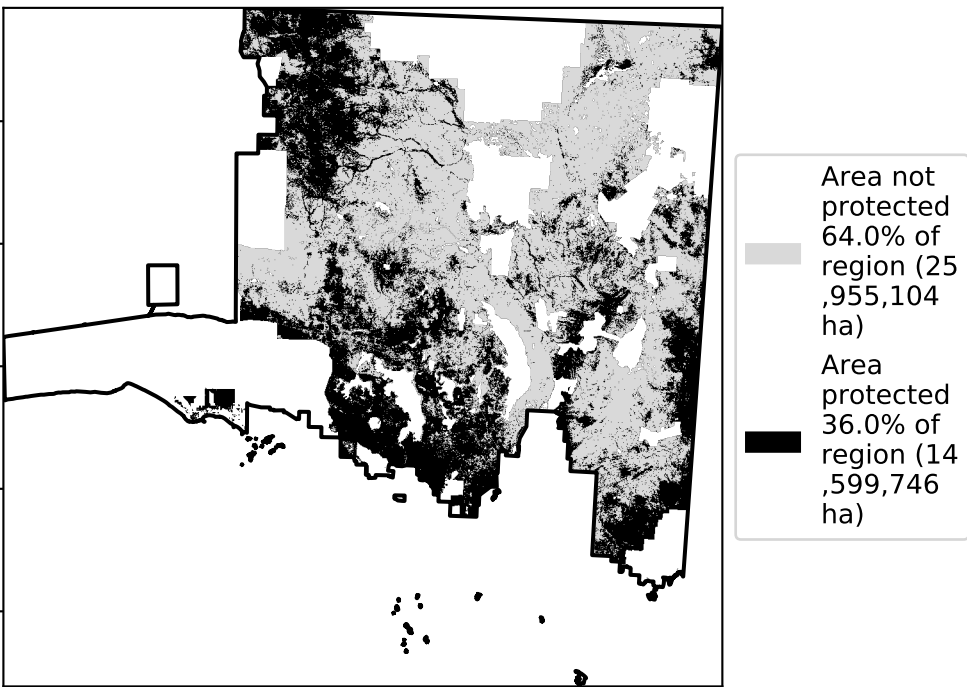 Area not
protected
64.0% of
region (25
,955,104
ha)
Area
protected
36.0% of
region (14
,599,746
ha)